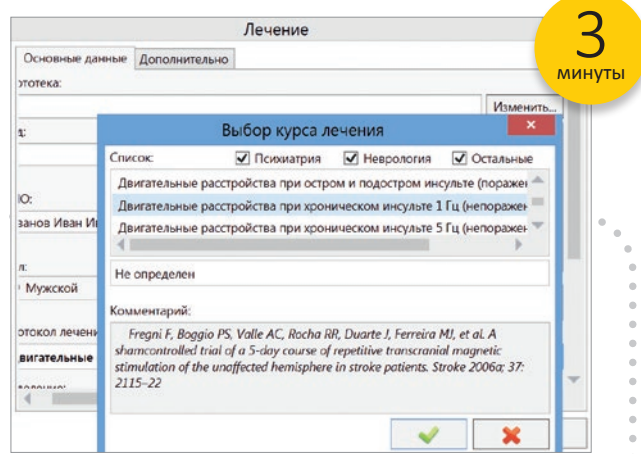 Лечение
3
минуты
Основные данные Дополнительно
ототека:
Изменить...
д:
Выбор курса лечения
Список: Психиатрия Неврология Остальные
Двигательные расстройства при остром и подостром инсульте (поражен
Двигательные расстройства при хроническом инсульте 1 Гц (непоражен
Двигательные расстройства при хроническом инсульте 5 Гц (непоражен
Ю:
ванов Иван И
л:
Мужской
Не определен
Комментарий:
отокол лечени
Fregni F, Boggio PS, Valle AC, Rocha RR, Duarte J, Ferreira MJ, et al. A
двигательные
shamcontrolled trial of a 5-day course of repetitive transcranial magnetic
stimulation of the unaffected hemisphere in stroke patients. Stroke 2006a; 37:
2115–22